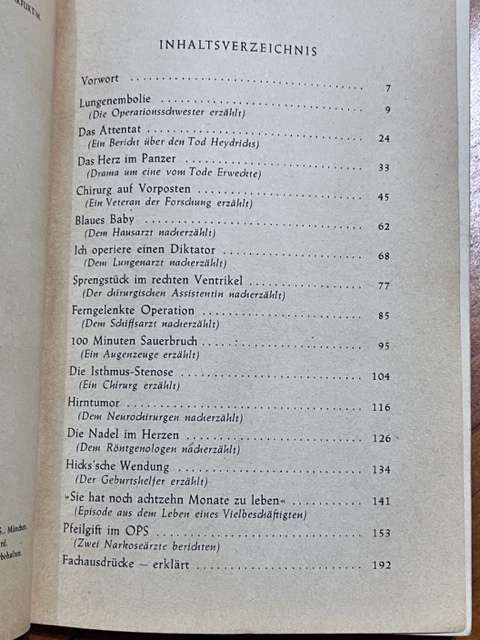 INHALTSVERZEICHNIS
Vorwort . . . . . . . . . . . . . . . . . . . . . . . . . . . . . . 7
Lungenembolie . . . . . . . . . . . . . . . . . . . . . . . . . . 9
(Die Operationsschwester erzählt)
Das Attentat . . . . . . . . . . . . . . . . . . . . . . . . . . . 24
(Ein Bericht über den Tod Heydrichs)
Das Herz im Panzer . . . . . . . . . . . . . . . . . . . . . . . 33
(Drama um eine vom Tode Erweckte)
Chirurg auf Vorposten . . . . . . . . . . . . . . . . . . . . . 45
(Ein Veteran der Forschung erzählt)
Blaues Baby . . . . . . . . . . . . . . . . . . . . . . . . . . . 62
(Dem Hausarzt nacherzählt)
Ich operiere einen Diktator . . . . . . . . . . . . . . . . . . 68
(Dem Lungenarzt nacherzählt)
Sprengstück im rechten Ventrikel . . . . . . . . . . . . . . . 77
(Der chirurgischen Assistentin nacherzählt)
Ferngelenkte Operation . . . . . . . . . . . . . . . . . . . . 85
(Dem Schiffsarzt nacherzählt)
100 Minuten Sauerbruch . . . . . . . . . . . . . . . . . . . . 95
(Ein Augenzeuge erzählt)
Die Isthmus-Stenose . . . . . . . . . . . . . . . . . . . . . . 104
(Ein Chirurg erzählt)
Hirntumor . . . . . . . . . . . . . . . . . . . . . . . . . . . . 116
(Dem Neurochirurgen nacherzählt)
Die Nadel im Herzen . . . . . . . . . . . . . . . . . . . . . . 126
(Dem Röntgenologen nacherzählt)
Hicks'sche Wendung . . . . . . . . . . . . . . . . . . . . . . 134
(Der Geburtshelfer erzählt)
»Sie hat noch achtzehn Monate zu leben« . . . . . . . . . . 141
(Episode aus dem Leben eines Vielbeschäftigten)
Pfeilgift im OPS . . . . . . . . . . . . . . . . . . . . . . . . . 153
(Zwei Narkoseärzte berichten)
Fachausdrücke — erklärt . . . . . . . . . . . . . . . . . . . . 192
München